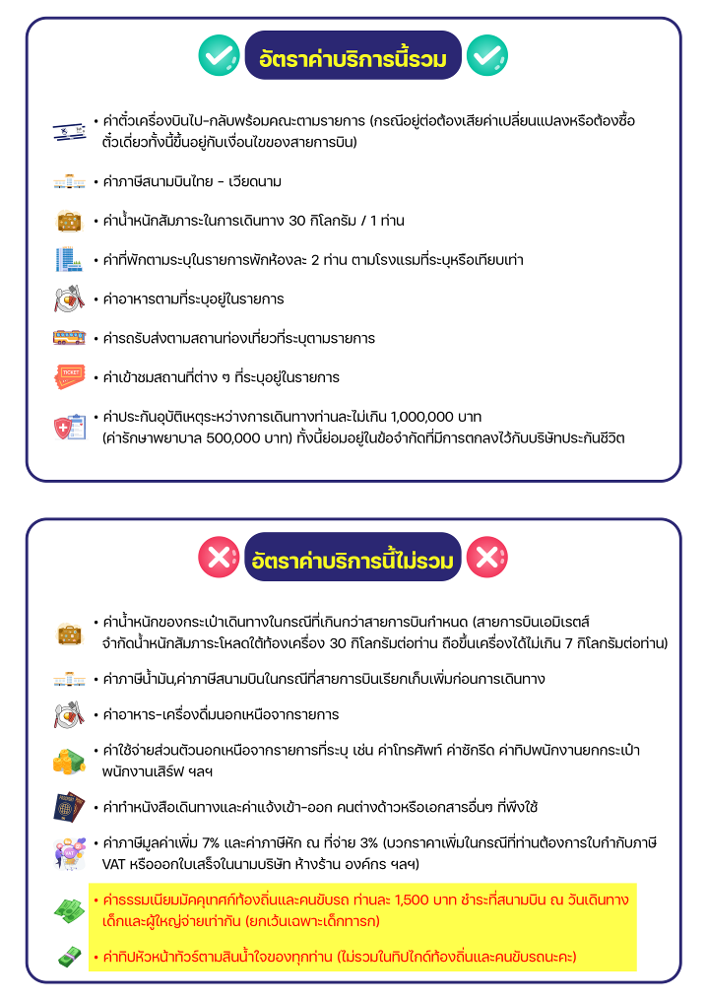 อัตราค่าบริการนี้รวม
• ค่าตั๋วเครื่องบินไป-กลับพร้อมคณะตามรายการ (กรณีอยู่ต่อต้องเสียค่าเปลี่ยนแปลงหรือต้องซื้อ
ตั๋วเดี่ยวทั้งนี้ขึ้นอยู่กับเงื่อนไขของสายการบิน)
• ค่าภาษีสนามบินไทย - เวียดนาม
• ค่าน้ำหนักสัมภาระในการเดินทาง 30 กิโลกรัม / 1 ท่าน
• ค่าที่พักตามระบุในรายการพักห้องละ 2 ท่าน ตามโรงแรมที่ระบุหรือเทียบเท่า
• ค่าอาหารตามที่ระบุอยู่ในรายการ
• ค่ารถรับส่งตามสถานท่องเที่ยวที่ระบุตามรายการ
TICKET
• ค่าเข้าชมสถานที่ต่าง ๆ ที่ระบุอยู่ในรายการ
• ค่าประกันอุบัติเหตุระหว่างการเดินทางท่านละไม่เกิน 1,000,000 บาท
(ค่ารักษาพยาบาล 500,000 บาท) ทั้งนี้ย่อมอยู่ในข้อจำกัดที่มีการตกลงไว้กับบริษัทประกันชีวิต
อัตราค่าบริการนี้ไม่รวม
• ค่าน้ำหนักของกระเป๋าเดินทางในกรณีที่เกินกว่าสายการบินกำหนด (สายการบินเอมิเรตส์
จำกัดน้ำหนักสัมภาระโหลดใต้ท้องเครื่อง 30 กิโลกรัมต่อท่าน ถือขึ้นเครื่องได้ไม่เกิน 7 กิโลกรัมต่อท่าน)
• ค่าภาษีน้ำมัน,ค่าภาษีสนามบินในกรณีที่สายการบินเรียกเก็บเพิ่มก่อนการเดินทาง
• ค่าอาหาร-เครื่องดื่มนอกเหนือจากรายการ
• ค่าใช้จ่ายส่วนตัวนอกเหนือจากรายการที่ระบุ เช่น ค่าโทรศัพท์ ค่าซักรีด ค่าทิปพนักงานยกกระเป๋า
พนักงานเสิร์ฟ ฯลฯ
• ค่าทำหนังสือเดินทางและค่าแจ้งเข้า-ออก คนต่างด้าวหรือเอกสารอื่นๆ ที่พึงใช้
• ค่าภาษีมูลค่าเพิ่ม 7% และค่าภาษีหัก ณ ที่จ่าย 3% (บวกราคาเพิ่มในกรณีที่ท่านต้องการใบกำกับภาษี
VAT หรือออกใบเสร็จในนามบริษัท ห้างร้าน องค์กร ฯลฯ)
• ค่าธรรมเนียมมัคคุเทศก์ท้องถิ่นและคนขับรถ ท่านละ 1,500 บาท ชำระที่สนามบิน ณ วันเดินทาง
เด็กและผู้ใหญ่จ่ายเท่ากัน (ยกเว้นเฉพาะเด็กทารก)
• ค่าทิปหัวหน้าทัวร์ตามสินน้ำใจของทุกท่าน (ไม่รวมในทิปไกด์ท้องถิ่นและคนขับรถนะคะ)